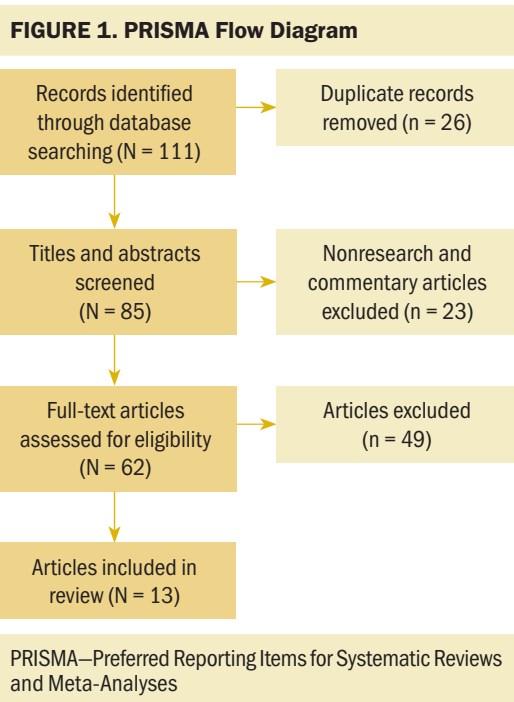 FIGURE 1. PRISMA Flow Diagram
Records identified
through database
searching (N = 111)
Duplicate records
removed (n = 26)
Titles and abstracts
screened
(N = 85)
Nonresearch and
commentary articles
excluded (n = 23)
Full-text articles
assessed for eligibility
(N = 62)
Articles excluded
(n = 49)
Articles included in
review (N = 13)
PRISMA—Preferred Reporting Items for Systematic Reviews
and Meta-Analyses